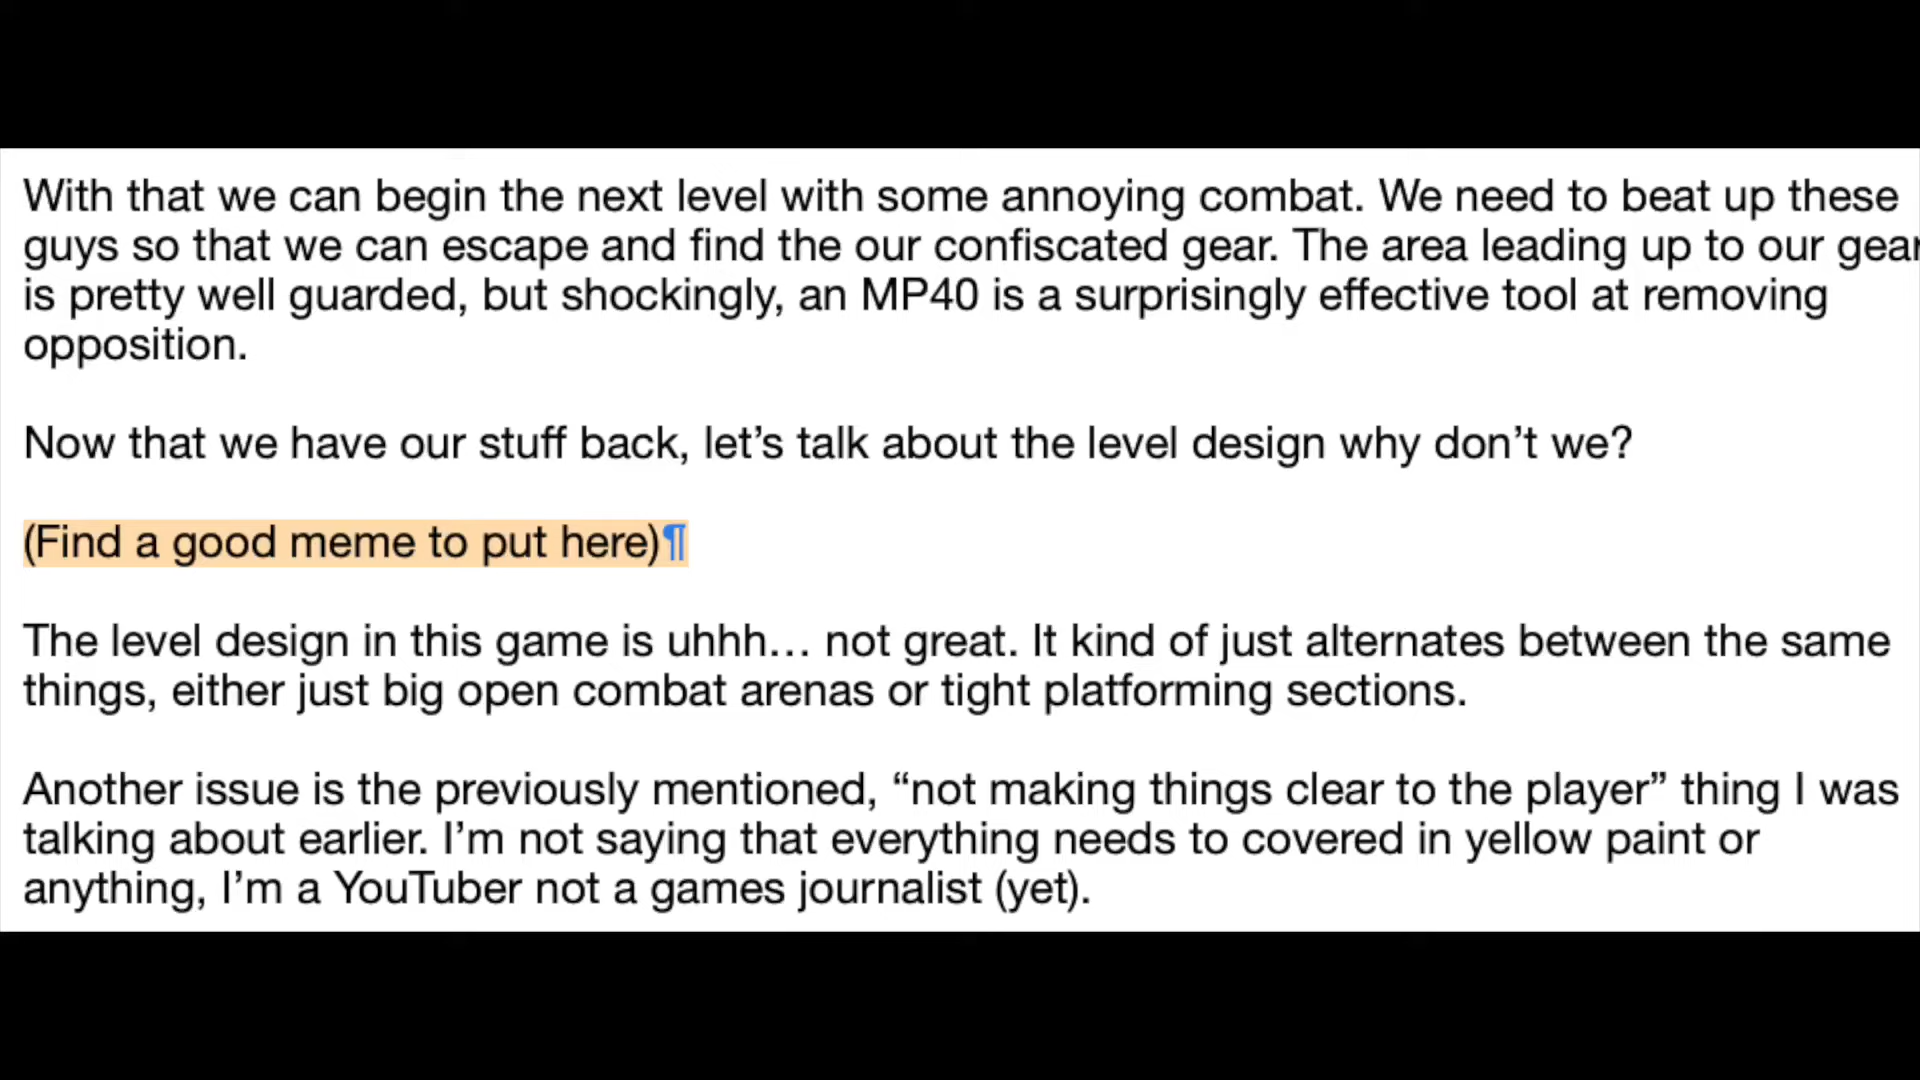 With that we can begin the next level with some annoying combat. We need to beat up these
guys so that we can escape and find the our confiscated gear. The area leading up to our gear
is pretty well guarded, but shockingly, an MP40 is a surprisingly effective tool at removing
opposition.
Now that we have our stuff back, let’s talk about the level design why don’t we?
(Find a good meme to put here)¶
The level design in this game is uhhh… not great. It kind of just alternates between the same
things, either just big open combat arenas or tight platforming sections.
Another issue is the previously mentioned, “not making things clear to the player” thing I was
talking about earlier. I’m not saying that everything needs to covered in yellow paint or
anything, I’m a YouTuber not a games journalist (yet).